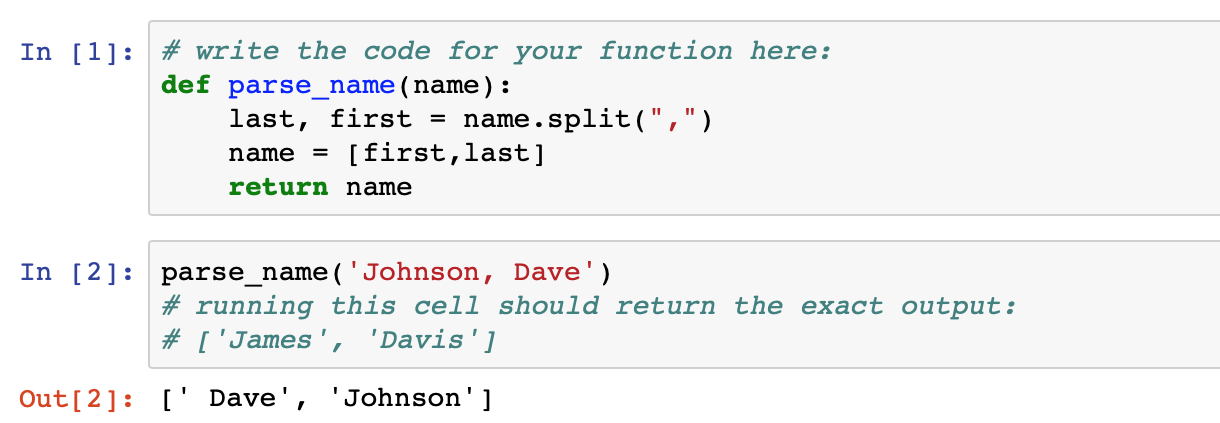 In [1]: # write the code for your function here:
def parse_name(name):
    last, first = name.split(",")
    name = [first,last]
    return name
In [2]: parse_name('Johnson, Dave')
# running this cell should return the exact output:
# ['James', 'Davis']
Out[2]: [' Dave', 'Johnson']